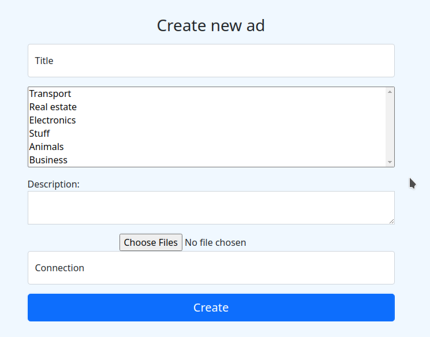 Create new ad
Title
Transport
Real estate
Electronics
Stuff
Animals
Business
Description:
Choose Files No file chosen
Connection
Create